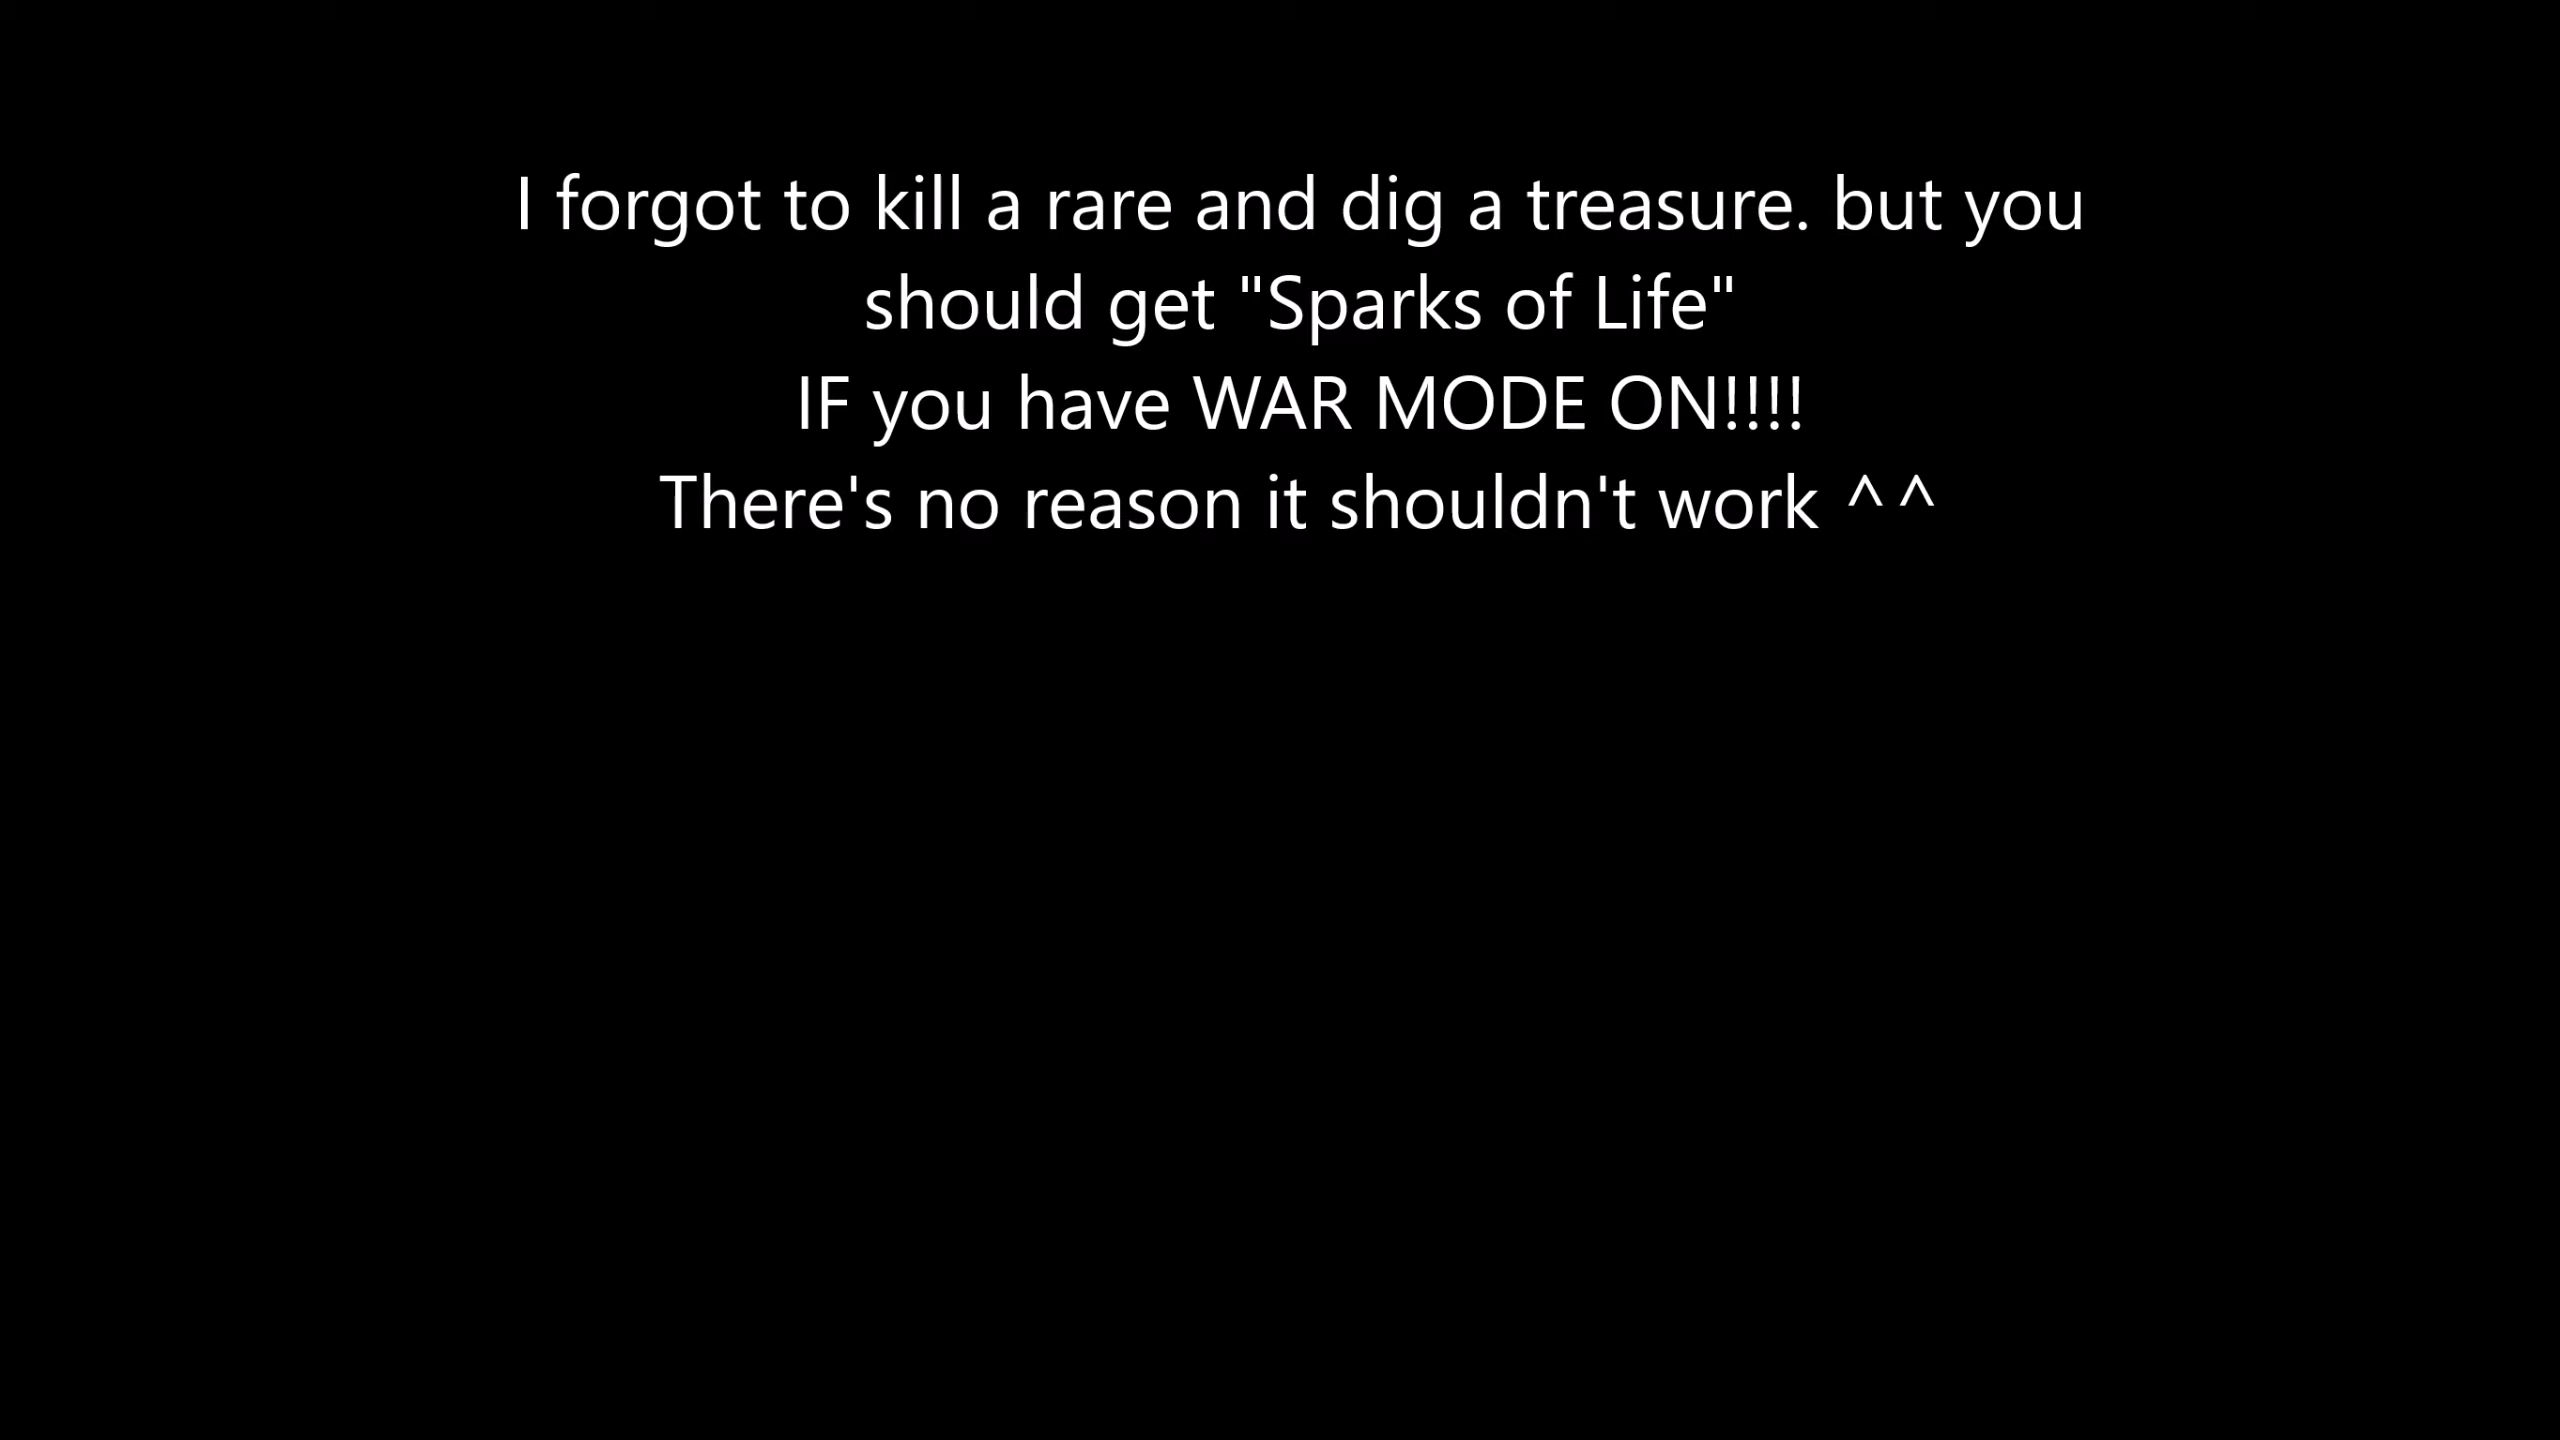 I forgot to kill a rare and dig a treasure. but you
should get "Sparks of Life"
IF you have WAR MODE ON!!!!
There's no reason it shouldn't work ^^